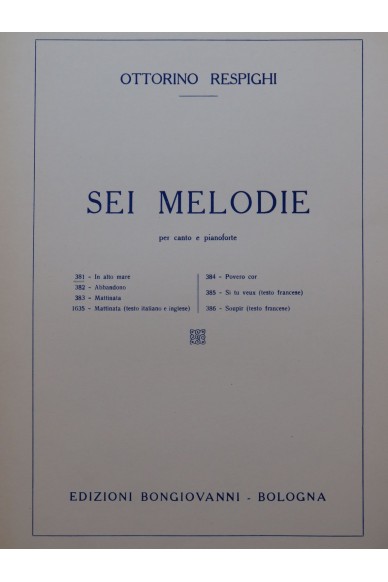 OTTORINO RESPIGHI
SEI MELODIE
per canto e pianoforte
381 - In alto mare
382 - Abbandono
383 - Mattinata
1635 - Mattinata (testo italiano e inglese)
384 - Povero cor
385 - Si tu veux (testo francese)
386 - Soupir (testo francese)
EDIZIONI BONGIOVANNI - BOLOGNA